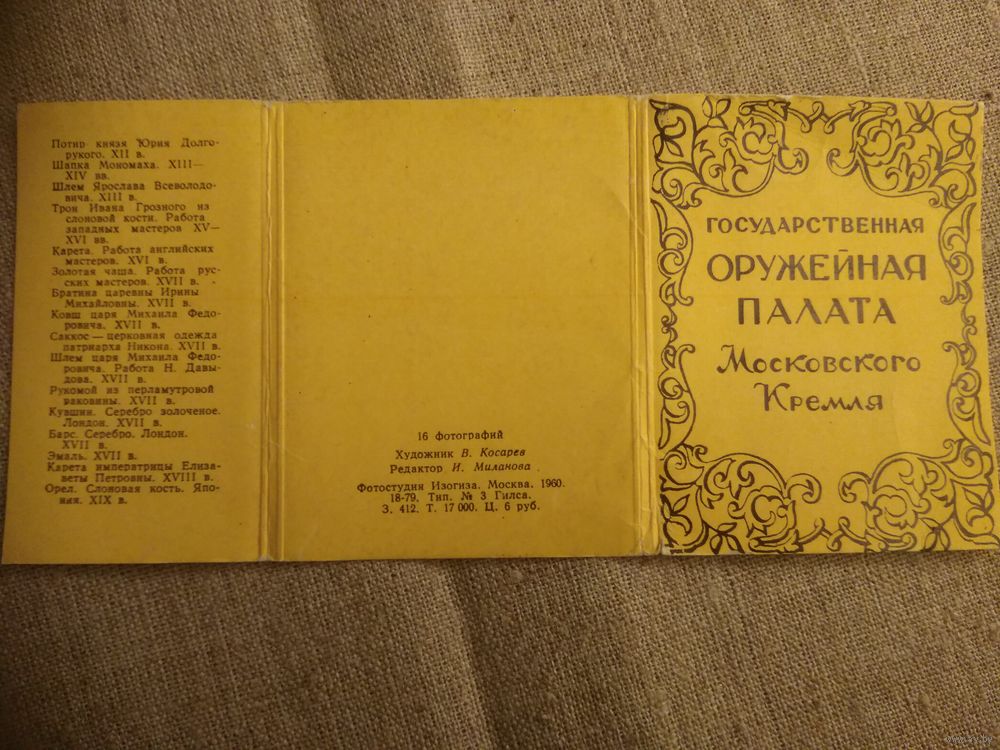 Потир князя Юрия Долго-
рукого. XII в.
Шапка Мономаха. XIII—
XIV вв.
Шлем Ярослава Всеволодо-
вича. XIII в.
Трон Ивана Грозного из
слоновой кости. Работа
западных мастеров XV—
XVI вв.
Карета. Работа английских
мастеров. XVI в.
Золотая чаша. Работа рус-
ских мастеров. XVII в.
Братина царевны Ирины
Михайловны. XVII в.
Ковш царя Михаила Федо-
ровича. XVII в.
Саккос — церковная одежда
патриарха Никона. XVII в.
Шлем царя Михаила Федо-
ровича. Работа Н. Давы-
дова. XVII в.
Рукомой из перламутровой
раковины. XVII в.
Кувшин. Серебро золоченое.
Лондон. XVII в.
Барс. Серебро. Лондон.
XVII в.
Эмаль. XVII в.
Карета императрицы Елиза-
веты Петровны. XVIII в.
Орел. Слоновая кость. Япо-
ния. XIX в.
16 фотографий
Художник В. Косарев
Редактор И. Миланова
Фотостудия Изогиза. Москва. 1960.
18-79. Тип. № 3 Гилса.
З. 412. Т. 17 000. Ц. 6 руб.
ГОСУДАРСТВЕННАЯ
ОРУЖЕЙНАЯ
ПАЛАТА
Московского
Кремля